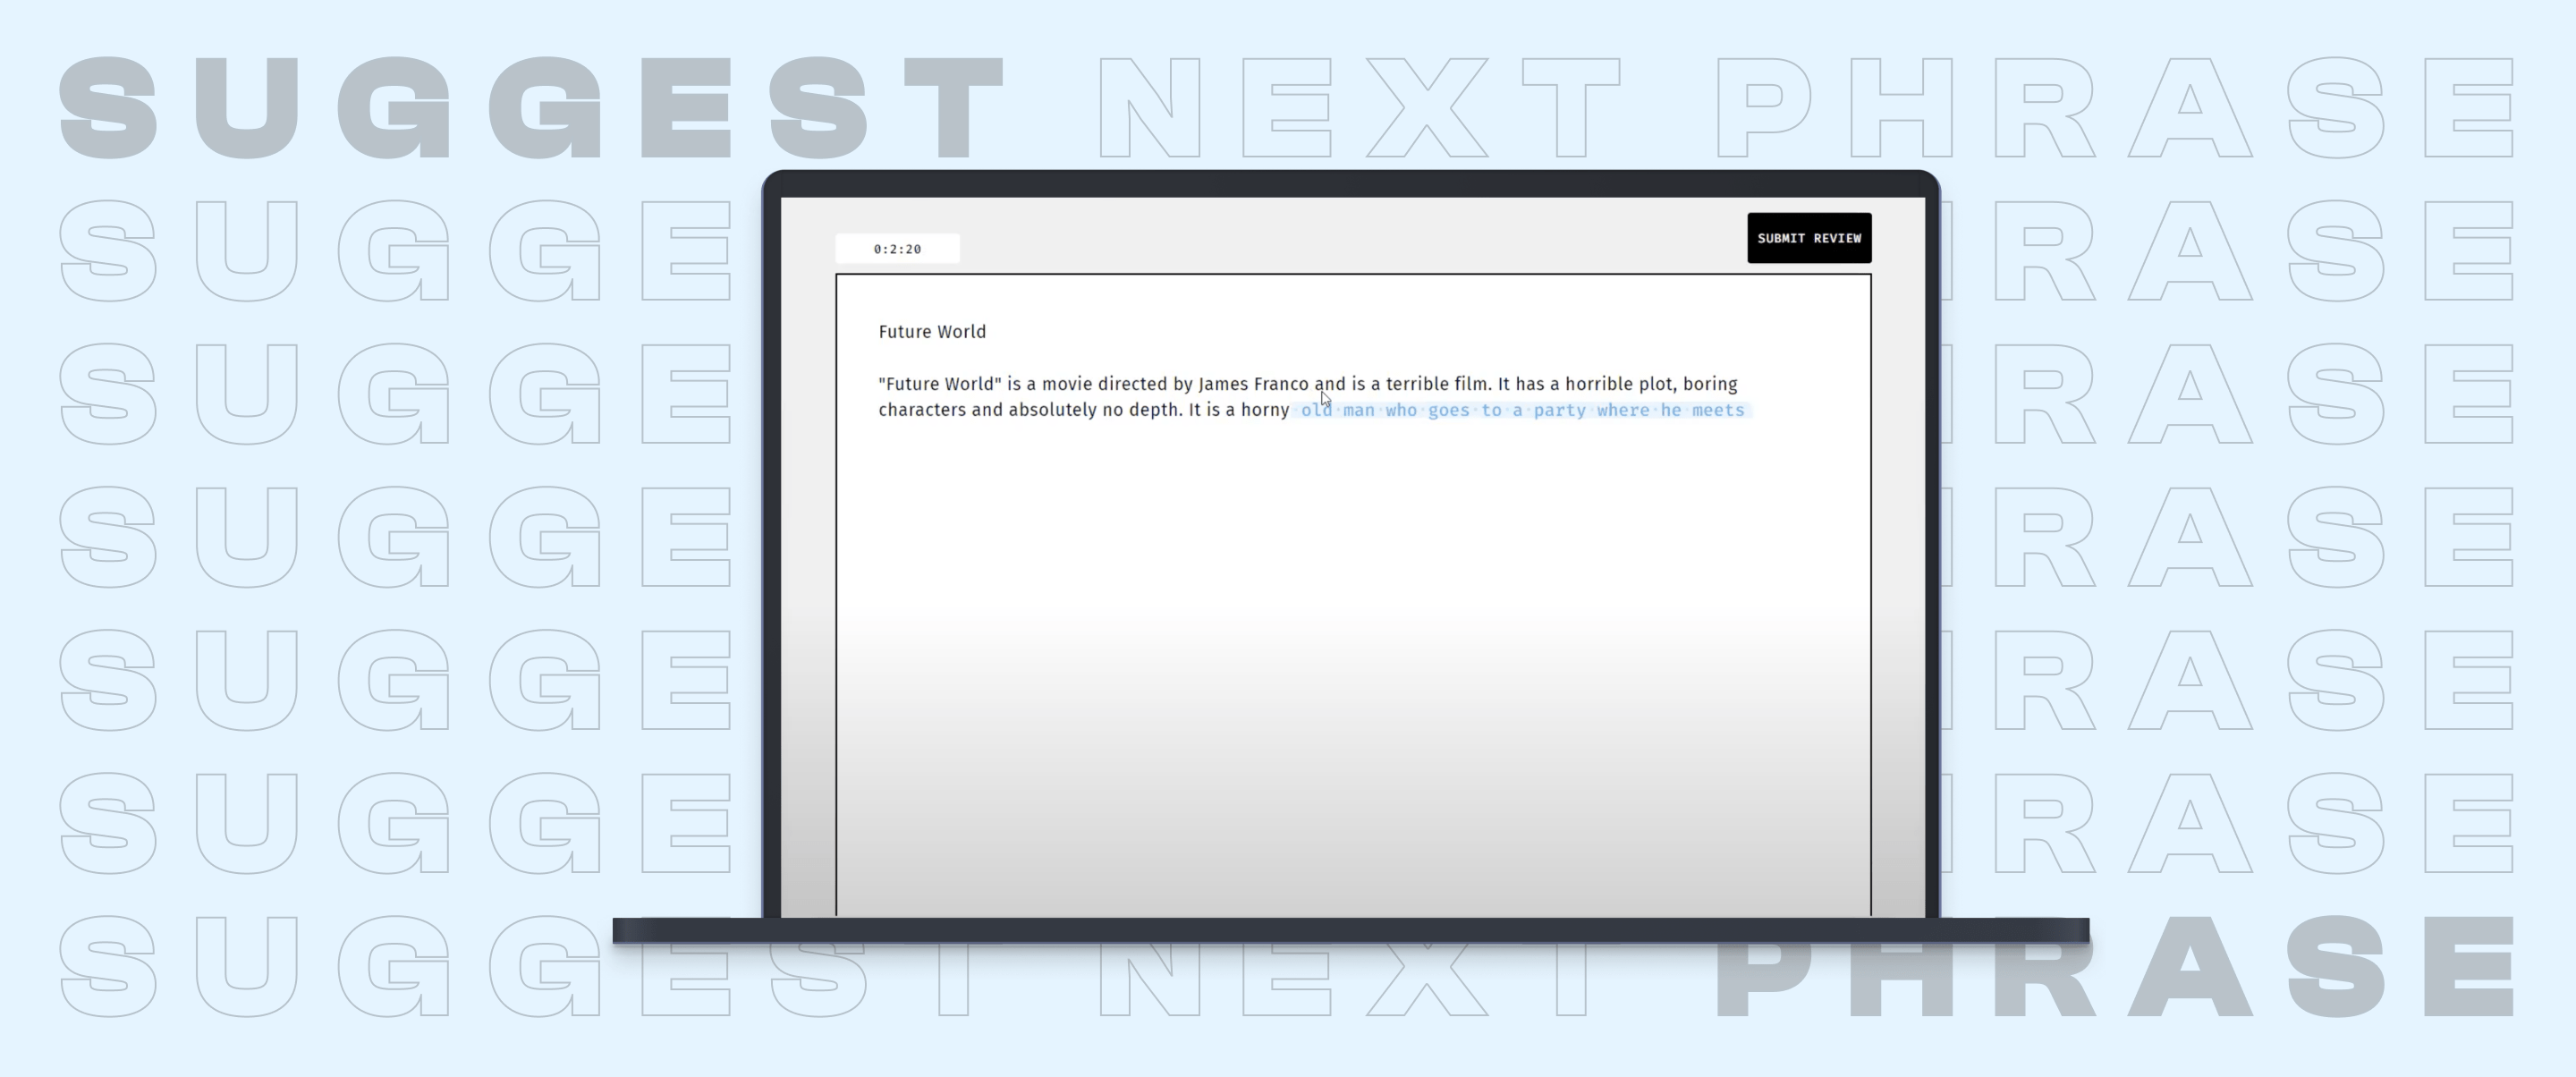 SUGGEST NEXT PHRASE
SUGGE RASE
0:2:20
SUBMIT REVIEW
SUGGE RASE
Future World
"Future World" is a movie directed by James Franco and is a terrible film. It has a horrible plot, boring
characters and absolutely no depth. It is a horny old man who goes to a party where he meets
SUGGE RASE
SUGGE RASE
SUGGE RASE
SUGGEST NEXT PHRASE